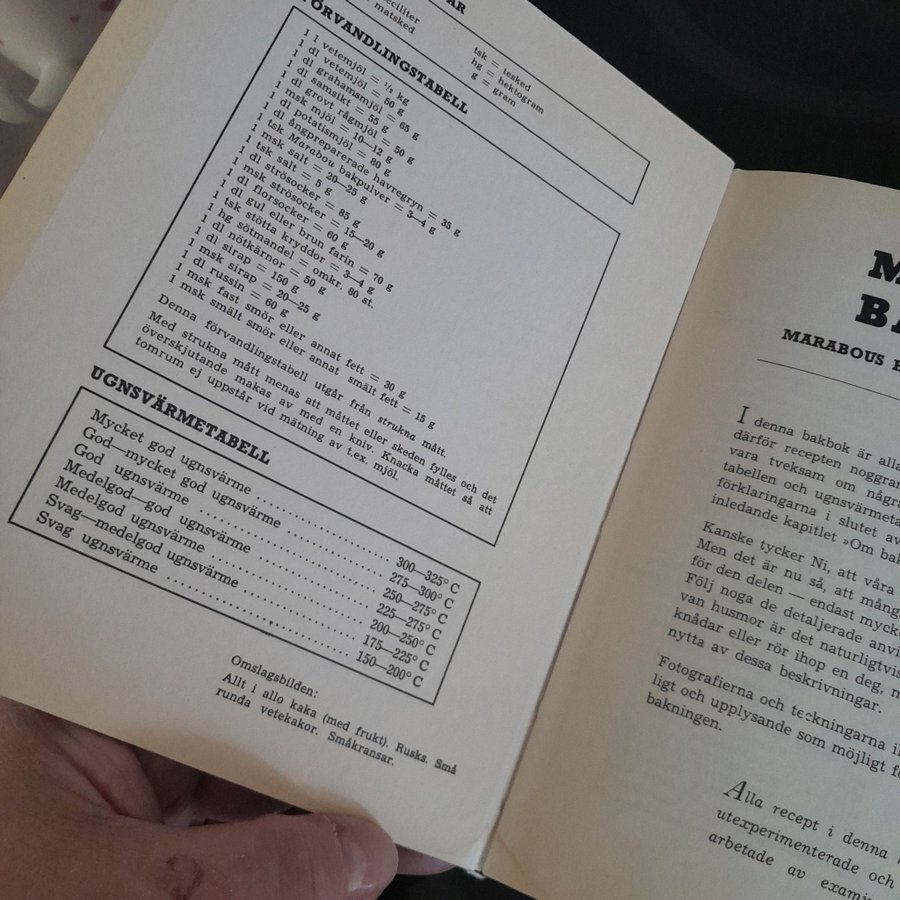 matsked
tsk = tesked
hg = hektogram
g = gram
FÖRVANDLINGSTABELL
1 l vetemjöl = ½ kg
1 dl vetemjöl = 50 g
1 dl grahamsmjöl = 65 g
1 dl samsikt = 55 g
1 dl grovt rågmjöl = 50 g
1 msk mjöl = 10—12 g
1 dl potatismjöl = 80 g
1 dl ångpreparerade havregryn = 35 g
1 tsk Marabou bakpulver = 3—4 g
1 msk salt = 20—25 g
1 tsk salt = 5 g
1 dl strösocker = 85 g
1 msk strösocker = 15—20 g
1 dl florsocker = 60 g
1 dl gul eller brun farin = 70 g
1 tsk stötta kryddor = 3—4 g
1 hg sötmandel = omkr. 80 st.
1 dl nötkärnor = 50 g
1 dl sirap = 150 g
1 msk sirap = 20—25 g
1 dl russin = 60 g
1 msk fast smör eller annat fett = 30 g
1 msk smält smör eller annat smält fett = 15 g
Denna förvandlingstabell utgår från strukna mått.
Med strukna mått menas att måttet eller skeden fylles och det
överskjutande makas av med en kniv. Knacka måttet så att
tomrum ej uppstår vid mätning av t.ex. mjöl.
UGNSVÄRMETABELL
Mycket god ugnsvärme .................... 300—325° C
God—mycket god ugnsvärme .................... 275—300° C
God ugnsvärme .................... 250—275° C
Medelgod—god ugnsvärme .................... 225—275° C
Medelgod ugnsvärme .................... 200—250° C
Svag—medelgod ugnsvärme .................... 175—225° C
Svag ugnsvärme .................... 150—200° C
Omslagsbilden:
Allt i allo kaka (med frukt). Rusks. Små
runda vetekakor. Småkransar.
MARABOUS
I denna bakbok är alla
därför recepten noggran
vara tveksam om någr
tabellen och ugnsvärmeta
förklaringarna i slutet av
inledande kapitlet »Om bak
Kanske tycker Ni, att våra
Men det är nu så, att mång
för den delen — endast myck
Följ noga de detaljerade anvi
van husmor är det naturligtvis
knådar eller rör ihop en deg, m
nytta av dessa beskrivningar.
Fotografierna och teckningarna il
ligt och upplysande som möjligt f
bakningen.
Alla recept i denna
utexperimenterade och
arbetade av exami